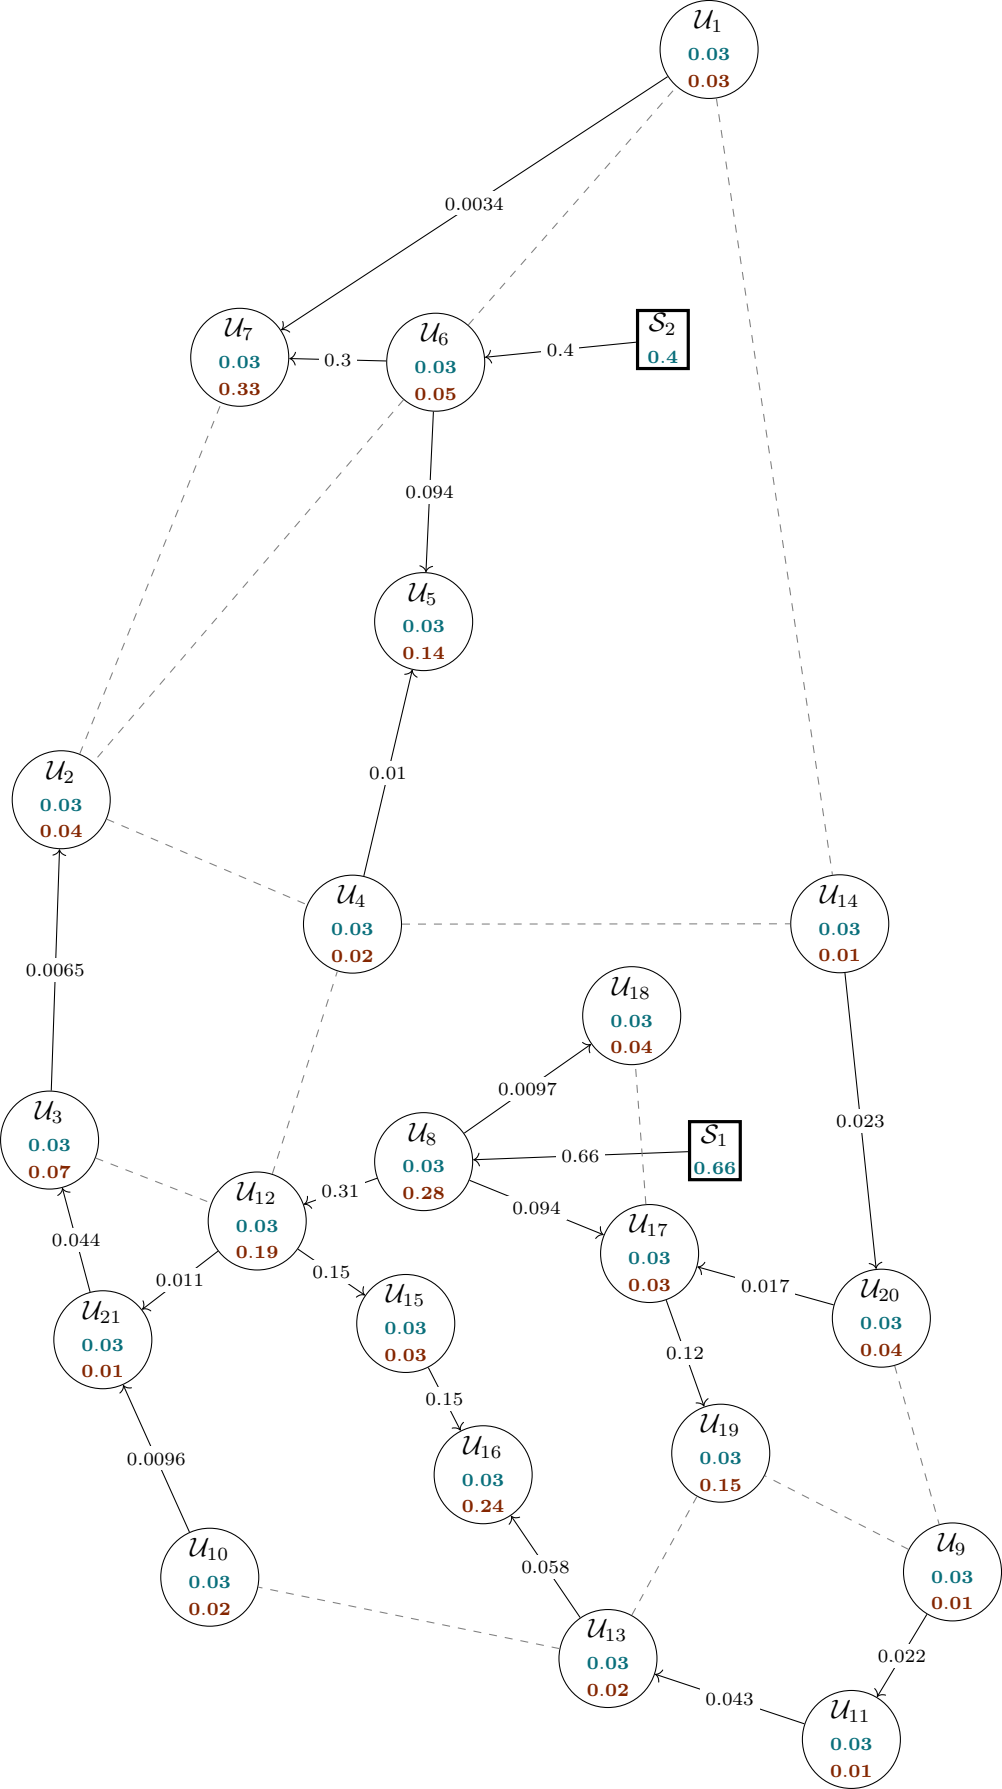 𝒰₁
0.03
0.03
0.0034
𝒰₇
0.03
0.33
0.3
𝒰₆
0.03
0.05
0.4
𝒮₂
0.4
0.094
𝒰₅
0.03
0.14
0.01
𝒰₂
0.03
0.04
𝒰₄
0.03
0.02
𝒰₁₄
0.03
0.01
0.0065
𝒰₁₈
0.03
0.04
0.0097
0.023
𝒰₃
0.03
0.07
𝒰₈
0.03
0.28
0.66
𝒮₁
0.66
𝒰₁₂
0.03
0.19
0.31
0.094
𝒰₁₇
0.03
0.03
0.044
0.011
0.15
0.017
𝒰₂₀
0.03
0.04
𝒰₂₁
0.03
0.01
𝒰₁₅
0.03
0.03
0.12
0.15
0.0096
𝒰₁₆
0.03
0.24
𝒰₁₉
0.03
0.15
𝒰₁₀
0.03
0.02
0.058
𝒰₉
0.03
0.01
𝒰₁₃
0.03
0.02
0.022
0.043
𝒰₁₁
0.03
0.01